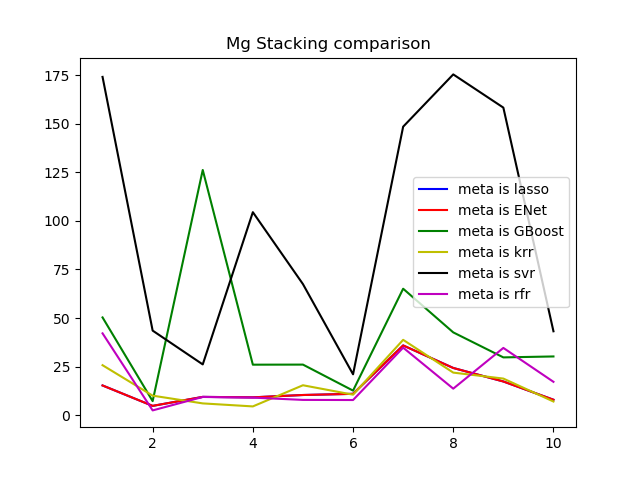 Mg Stacking comparison
175
150
125
100
75
50
25
0
meta is lasso
meta is ENet
meta is GBoost
meta is krr
meta is svr
meta is rfr
2
4
6
8
10